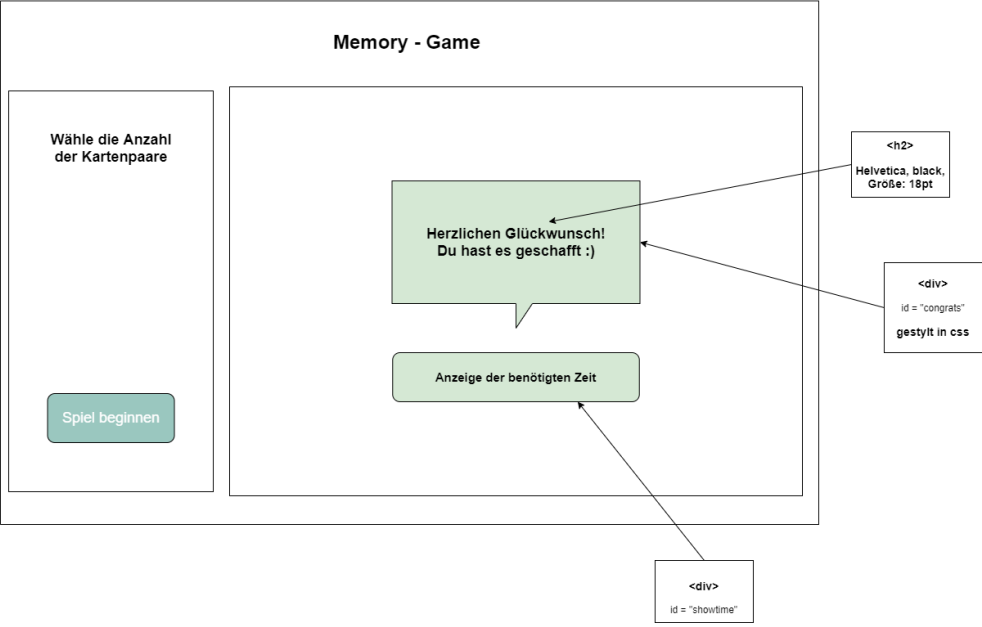 Memory - Game
Wähle die Anzahl
der Kartenpaare
Spiel beginnen
Herzlichen Glückwunsch!
Du hast es geschafft :)
Anzeige der benötigten Zeit
<h2>
Helvetica, black,
Größe: 18pt
<div>
id = "congrats"
gestylt in css
<div>
id = "showtime"